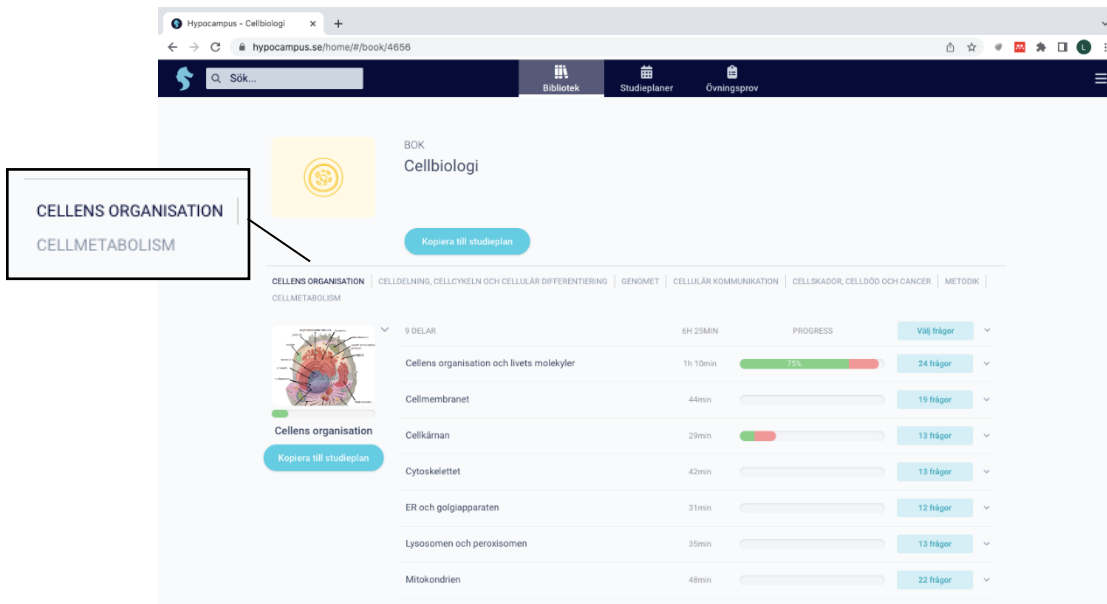 Hypocampus - Cellbiologi
hypocampus.se/home/#/book/4656
L
Sök...
Bibliotek
Studieplaner
Övningsprov
BOK
Cellbiologi
Kopiera till studieplan
CELLENS ORGANISATION
CELLMETABOLISM
CELLENS ORGANISATION | CELLDELNING, CELLCYKELN OCH CELLULÄR DIFFERENTIERING | GENOMET | CELLULÄR KOMMUNIKATION | CELLSKADOR, CELLDÖD OCH CANCER | METODIK |
CELLMETABOLISM
9 DELAR 6H 25MIN PROGRESS Välj frågor
Cellens organisation och livets molekyler 1h 10min 75% 24 frågor
Cellmembranet 44min 19 frågor
Cellkärnan 29min 13 frågor
Cytoskelettet 42min 13 frågor
ER och golgiapparaten 31min 12 frågor
Lysosomen och peroxisomen 35min 13 frågor
Mitokondrien 48min 22 frågor
Cellens organisation
Kopiera till studieplan